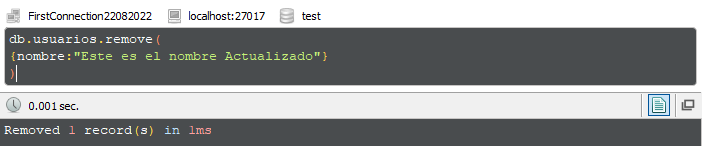 FirstConnection22082022 localhost:27017 test
db.usuarios.remove(
{nombre:"Este es el nombre Actualizado"}
)
0.001 sec.
Removed 1 record(s) in 1ms